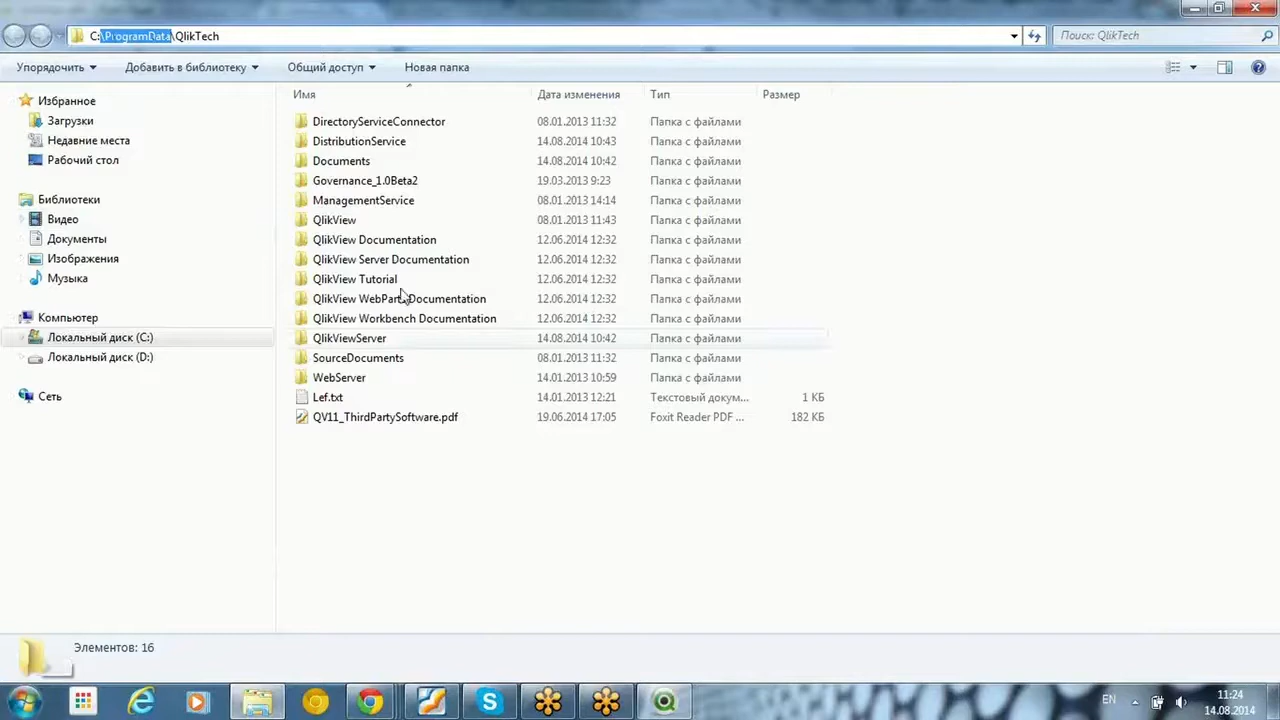 C:\ProgramData\QlikTech
Поиск: QlikTech
Упорядочить
Добавить в библиотеку
Общий доступ
Новая папка
Имя Дата изменения Тип Размер
Избранное
Загрузки
Недавние места
Рабочий стол
Библиотеки
Видео
Документы
Изображения
Музыка
Компьютер
Локальный диск (C:)
Локальный диск (D:)
Сеть
DirectoryServiceConnector 08.01.2013 11:32 Папка с файлами
DistributionService 14.08.2014 10:43 Папка с файлами
Documents 14.08.2014 10:42 Папка с файлами
Governance_1.0Beta2 19.03.2013 9:23 Папка с файлами
ManagementService 08.01.2013 14:14 Папка с файлами
QlikView 08.01.2013 11:43 Папка с файлами
QlikView Documentation 12.06.2014 12:32 Папка с файлами
QlikView Server Documentation 12.06.2014 12:32 Папка с файлами
QlikView Tutorial 12.06.2014 12:32 Папка с файлами
QlikView WebParts Documentation 12.06.2014 12:32 Папка с файлами
QlikView Workbench Documentation 12.06.2014 12:32 Папка с файлами
QlikViewServer 14.08.2014 10:42 Папка с файлами
SourceDocuments 08.01.2013 11:32 Папка с файлами
WebServer 14.01.2013 10:59 Папка с файлами
Lef.txt 14.01.2013 12:21 Текстовый докум... 1 КБ
QV11_ThirdPartySoftware.pdf 19.06.2014 17:05 Foxit Reader PDF ... 182 КБ
Элементов: 16
EN
11:24
14.08.2014